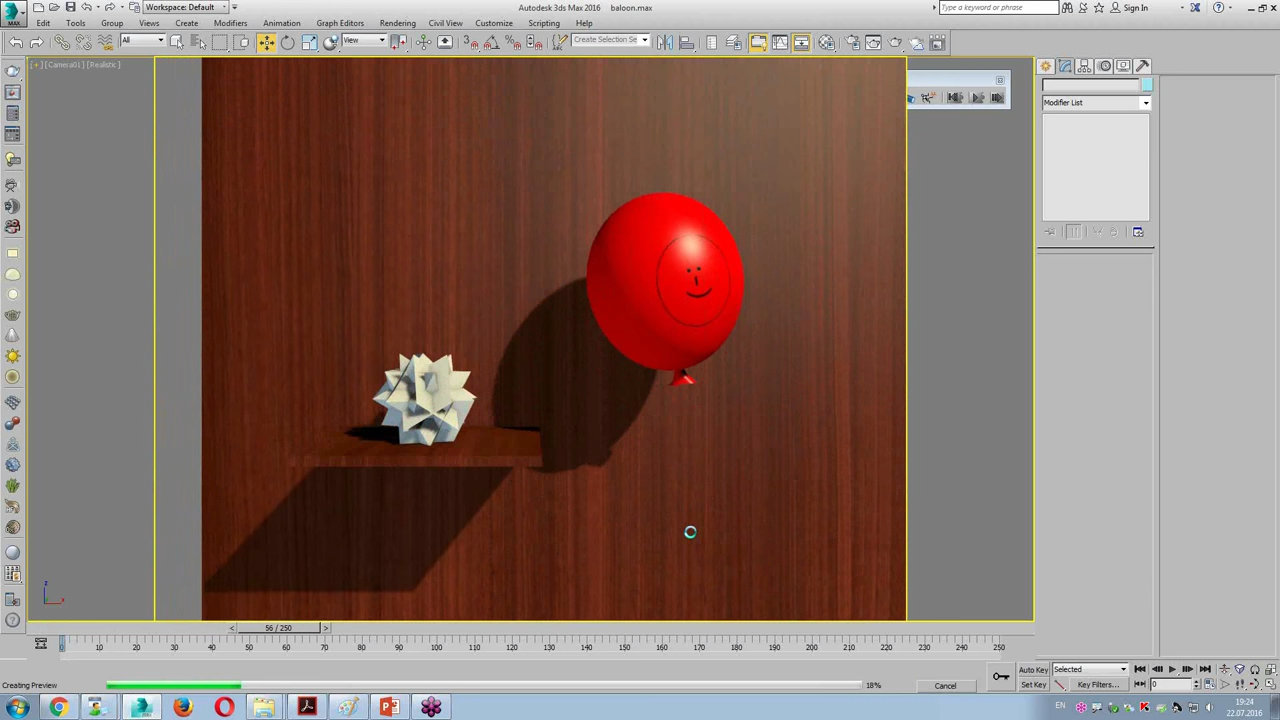 Workspace: Default
Autodesk 3ds Max 2016 baloon.max
Type a keyword or phrase
Sign In
MAX
Edit Tools Group Views Create Modifiers Animation Graph Editors Rendering Civil View Customize Scripting Help
All
View
Create Selection Se
[+] [Camera01] [Realistic]
Modifier List
z
x
56 / 250
0 10 20 30 40 50 60 70 80 90 100 110 120 130 140 150 160 170 180 190 200 210 220 230 240 250
Auto Key Selected
Creating Preview 18% Cancel
Set Key Key Filters...
0
EN 19:24
22.07.2016